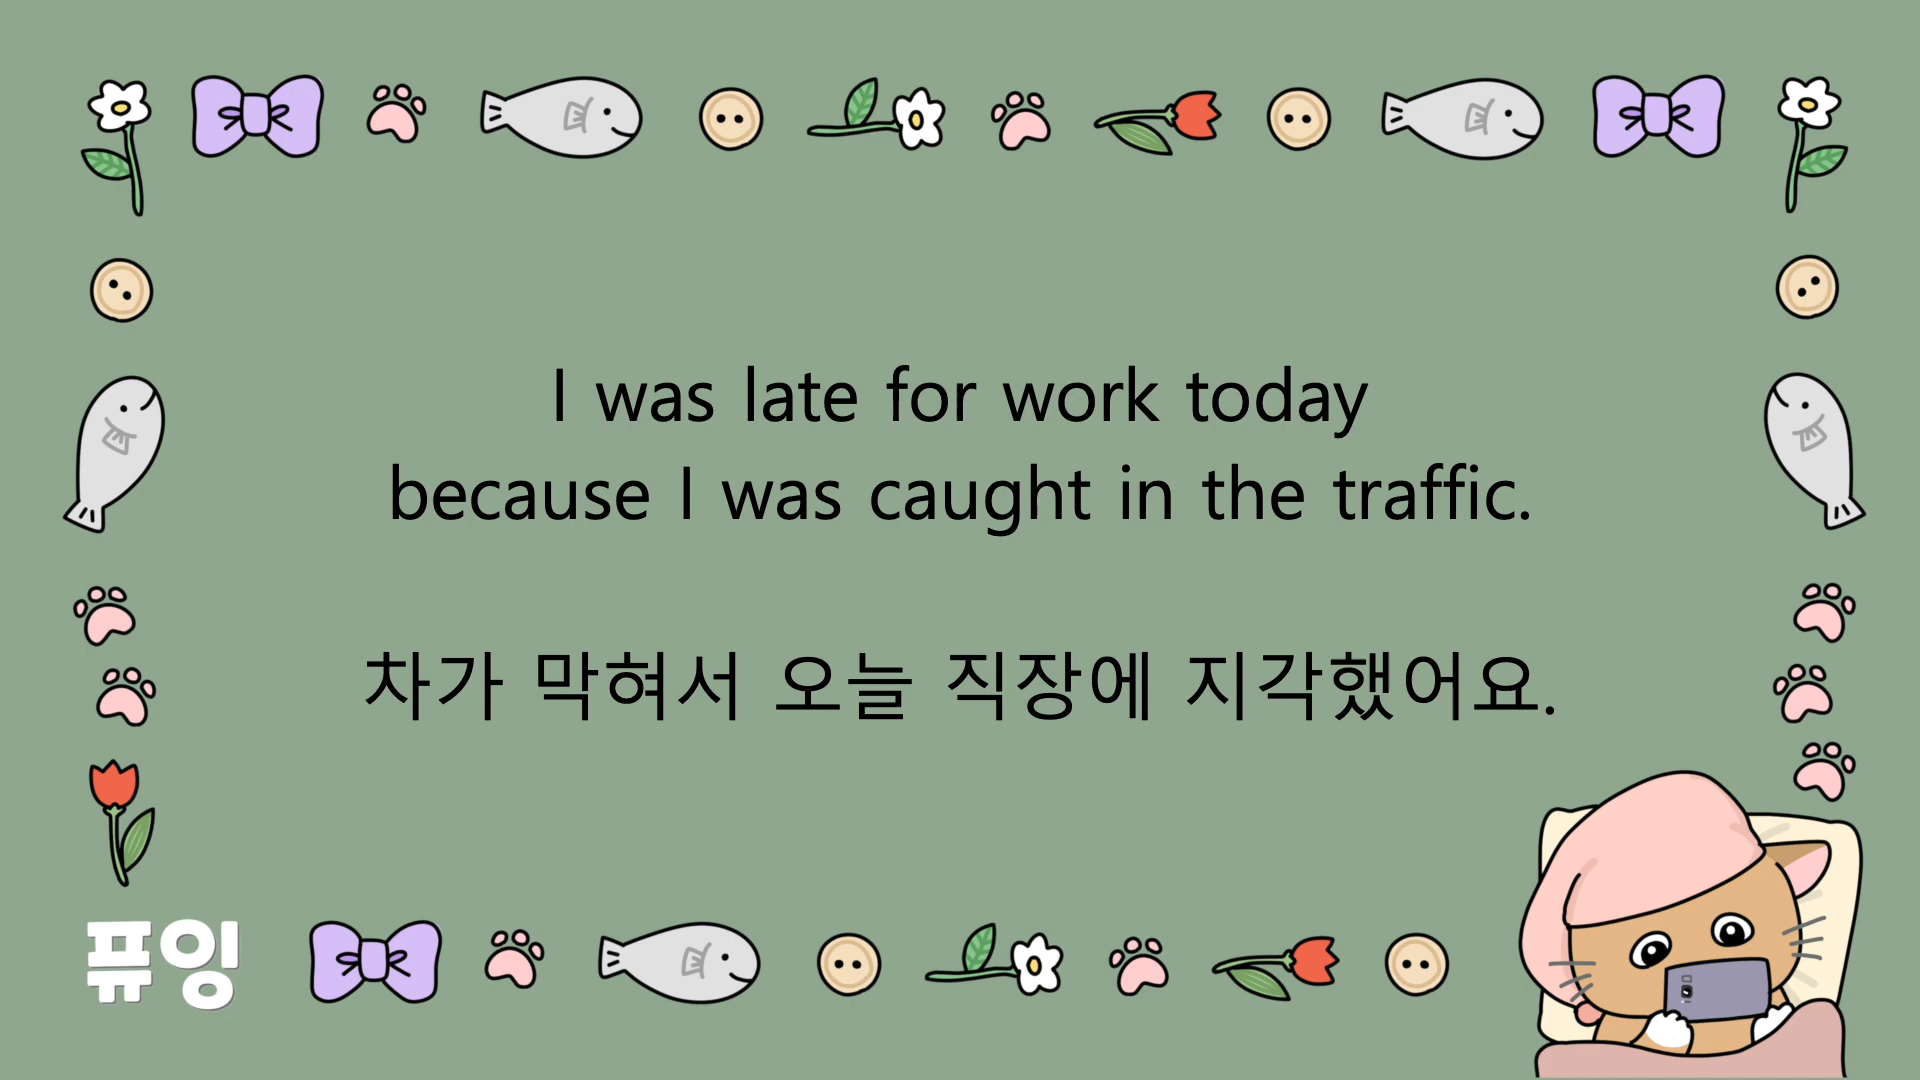 I was late for work today
because I was caught in the traffic.
차가 막혀서 오늘 직장에 지각했어요.
퓨잉